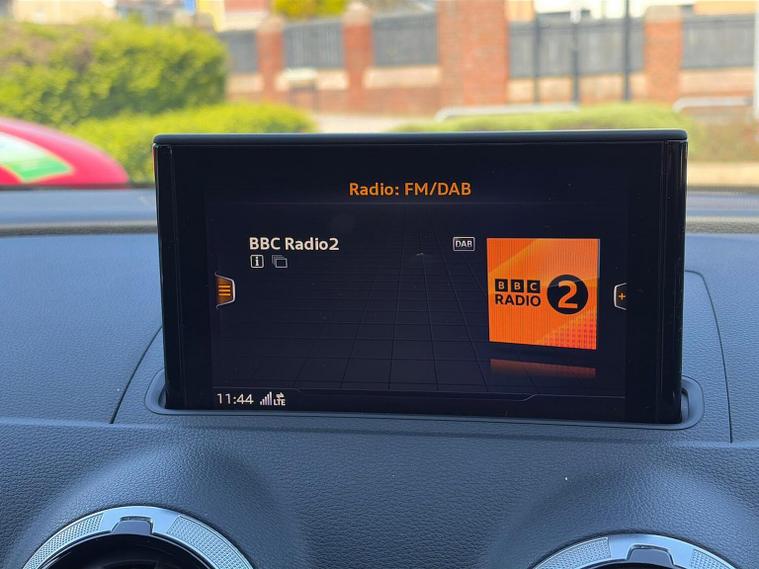 Radio: FM/DAB
BBC Radio2
DAB
BBC
RADIO 2
11:44 LTE